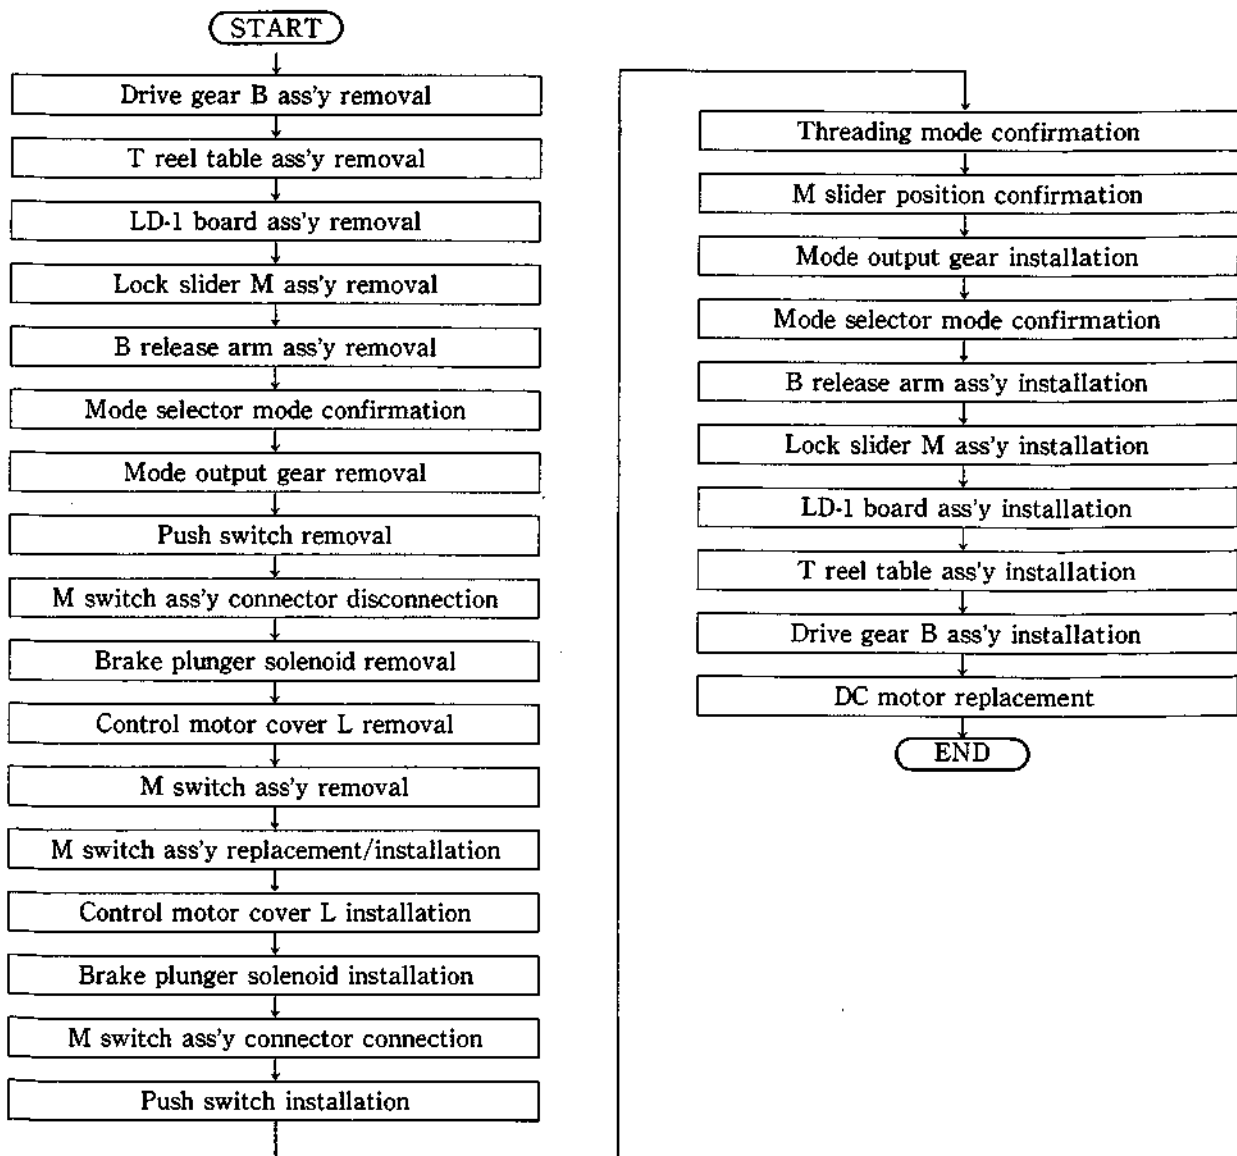 START
Drive gear B ass'y removal
T reel table ass'y removal
LD-1 board ass'y removal
Lock slider M ass'y removal
B release arm ass'y removal
Mode selector mode confirmation
Mode output gear removal
Push switch removal
M switch ass'y connector disconnection
Brake plunger solenoid removal
Control motor cover L removal
M switch ass'y removal
M switch ass'y replacement/installation
Control motor cover L installation
Brake plunger solenoid installation
M switch ass'y connector connection
Push switch installation
Threading mode confirmation
M slider position confirmation
Mode output gear installation
Mode selector mode confirmation
B release arm ass'y installation
Lock slider M ass'y installation
LD-1 board ass'y installation
T reel table ass'y installation
Drive gear B ass'y installation
DC motor replacement
END